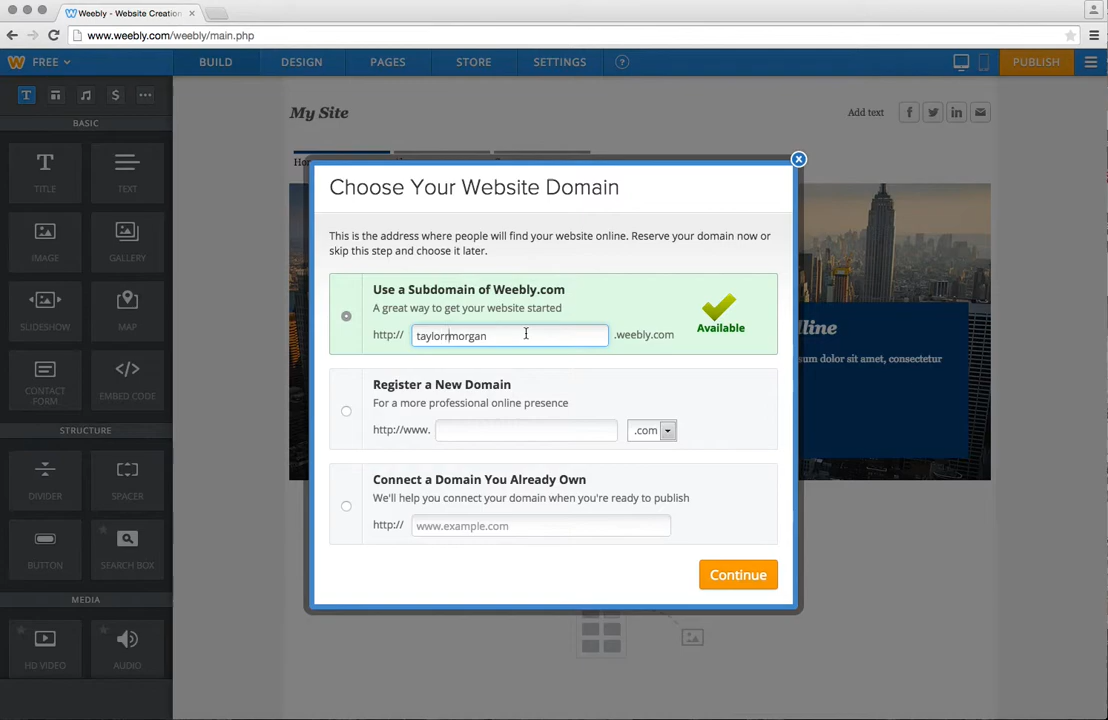 Weebly - Website Creation
www.weebly.com/weebly/main.php
FREE
BUILD
DESIGN
PAGES
STORE
SETTINGS
?
PUBLISH
BASIC
TITLE
TEXT
IMAGE
GALLERY
SLIDESHOW
MAP
CONTACT
FORM
EMBED CODE
STRUCTURE
DIVIDER
SPACER
BUTTON
SEARCH BOX
MEDIA
HD VIDEO
AUDIO
My Site
Add text
Choose Your Website Domain
This is the address where people will find your website online. Reserve your domain now or
skip this step and choose it later.
Use a Subdomain of Weebly.com
A great way to get your website started
http:// taylorrmorgan .weebly.com
Available
Register a New Domain
For a more professional online presence
http://www. .com
Connect a Domain You Already Own
We'll help you connect your domain when you're ready to publish
http:// www.example.com
Continue
sum dolor sit amet, consectetur